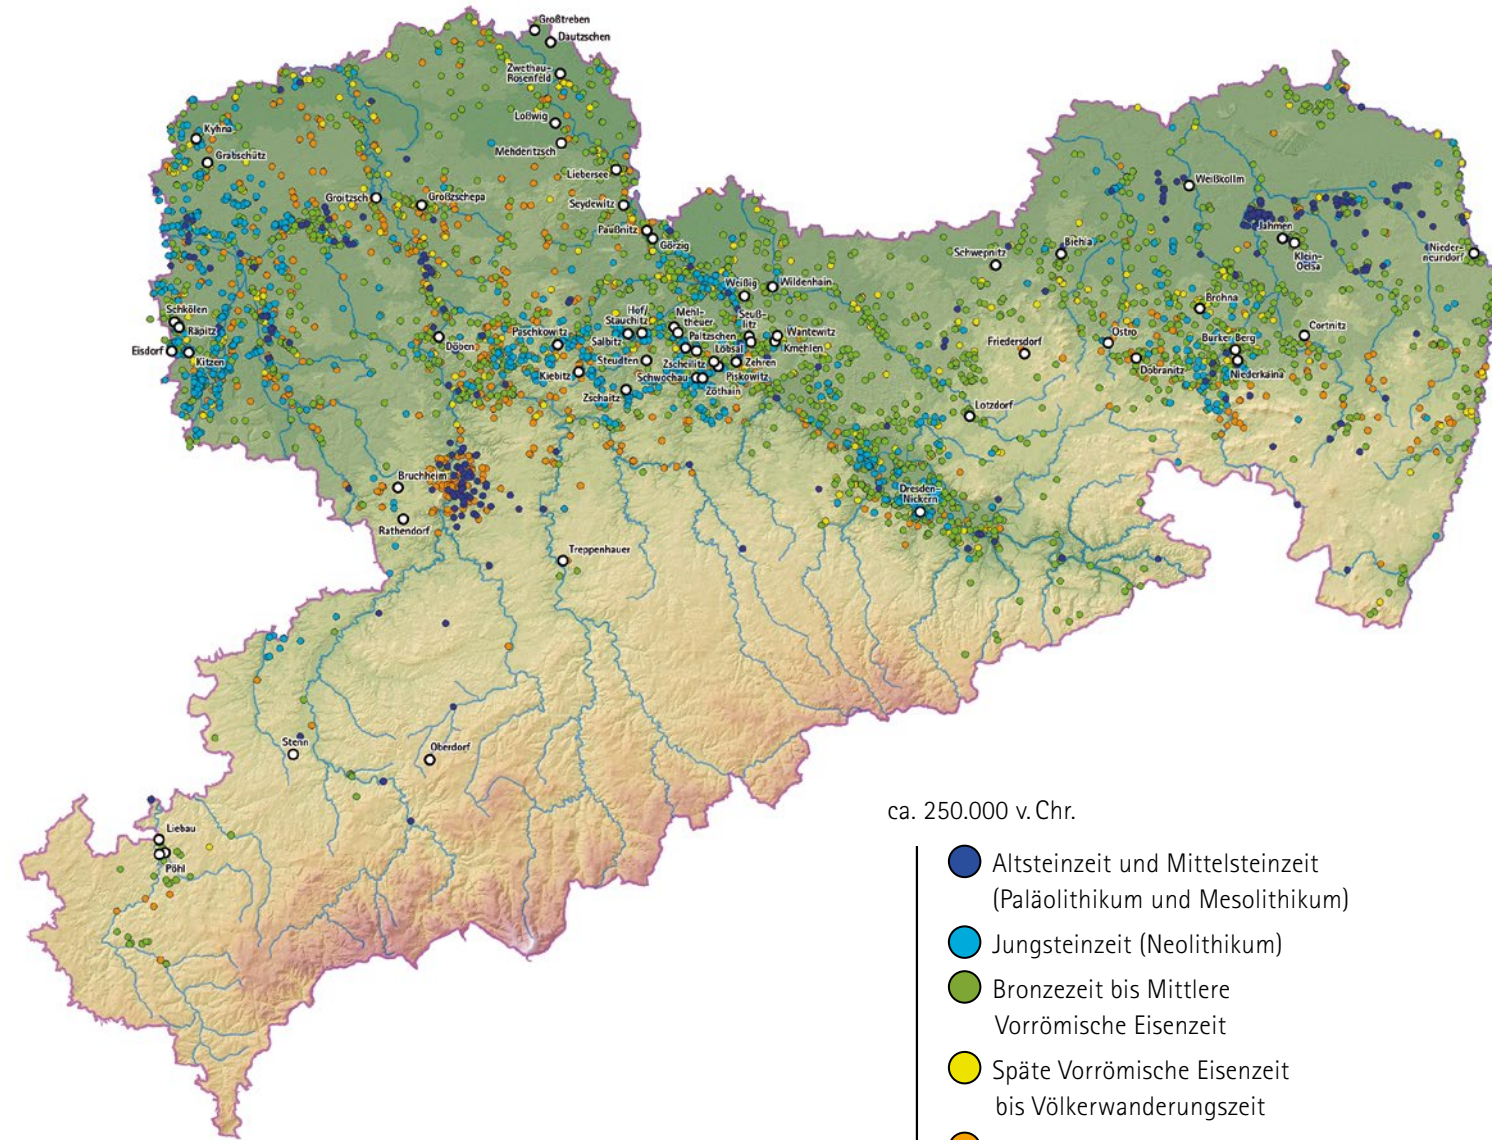 Großtreben
Dautzschen
Zwethau-
Rosenfeld
Loßwig
Mehderitzsch
Liebersee
Seydewitz
Paußnitz
Görzig
Kyhna
Grabschütz
Groitzsch
Großzschepa
Weißkollm
Jahmen
Klein-
Oelsa
Nieder-
neundorf
Schwepnitz
Biehla
Weißig
Wildenhain
Brohna
Schkölen
Räpitz
Eisdorf
Kitzen
Döben
Paschkowitz
Hof/
Stauchitz
Salbitz
Mehl-
theuer
Paitzschen
Seuß-
litz
Löbsal
Wantewitz
Kmehlen
Friedersdorf
Ostro
Burker Berg
Cortnitz
Dobranitz
Niederkaina
Kiebitz
Steudten
Zscheilitz
Zehren
Schwochau
Piskowitz
Zschaitz
Zöthain
Lotzdorf
Bruchheim
Rathendorf
Dresden-
Nickern
Treppenhauer
Stenn
Oberdorf
Liebau
Pöhl
ca. 250.000 v. Chr.
Altsteinzeit und Mittelsteinzeit
(Paläolithikum und Mesolithikum)
Jungsteinzeit (Neolithikum)
Bronzezeit bis Mittlere
Vorrömische Eisenzeit
Späte Vorrömische Eisenzeit
bis Völkerwanderungszeit